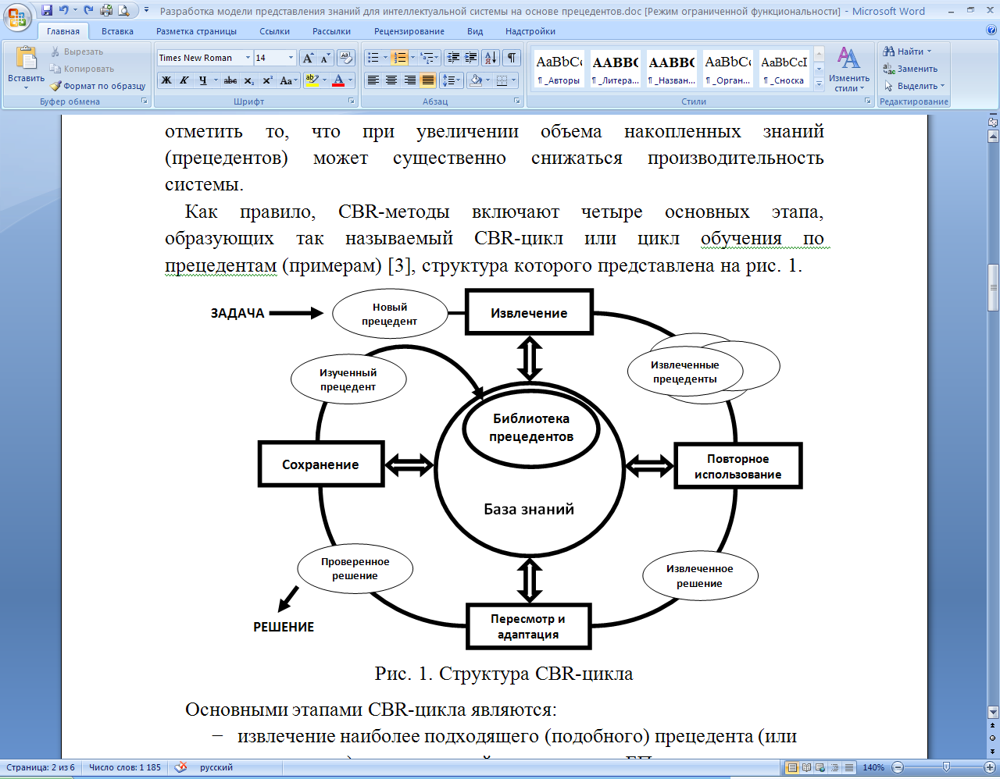 Разработка модели представления знаний для интеллектуальной системы на основе прецедентов.doc [Режим ограниченной функциональности] - Microsoft Word
Главная Вставка Разметка страницы Ссылки Рассылки Рецензирование Вид Надстройки
Вставить
Вырезать
Копировать
Формат по образцу
Буфер обмена
Times New Roman 14
Ж К Ч abc x₂ x² Aa ab А
Шрифт
Абзац
AaBbCc AABBC AABBC AaBbCc AaBbCcI
¶ _Авторы ¶ _Литера... ¶ _Назван... ¶ _Орган... ¶ _Сноска
Стили
Изменить
стили
Найти
Заменить
Выделить
Редактирование
отметить то, что при увеличении объема накопленных знаний
(прецедентов) может существенно снижаться производительность
системы.
Как правило, CBR-методы включают четыре основных этапа,
образующих так называемый CBR-цикл или цикл обучения по
прецедентам (примерам) [3], структура которого представлена на рис. 1.
ЗАДАЧА
Новый
прецедент
Извлечение
Извлеченные
прецеденты
Изученный
прецедент
Библиотека
прецедентов
Сохранение
Повторное
использование
База знаний
Проверенное
решение
Извлеченное
решение
РЕШЕНИЕ
Пересмотр и
адаптация
Рис. 1. Структура CBR-цикла
Основными этапами CBR-цикла являются:
– извлечение наиболее подходящего (подобного) прецедента (или
Страница: 2 из 6 Число слов: 1 185 русский 140%